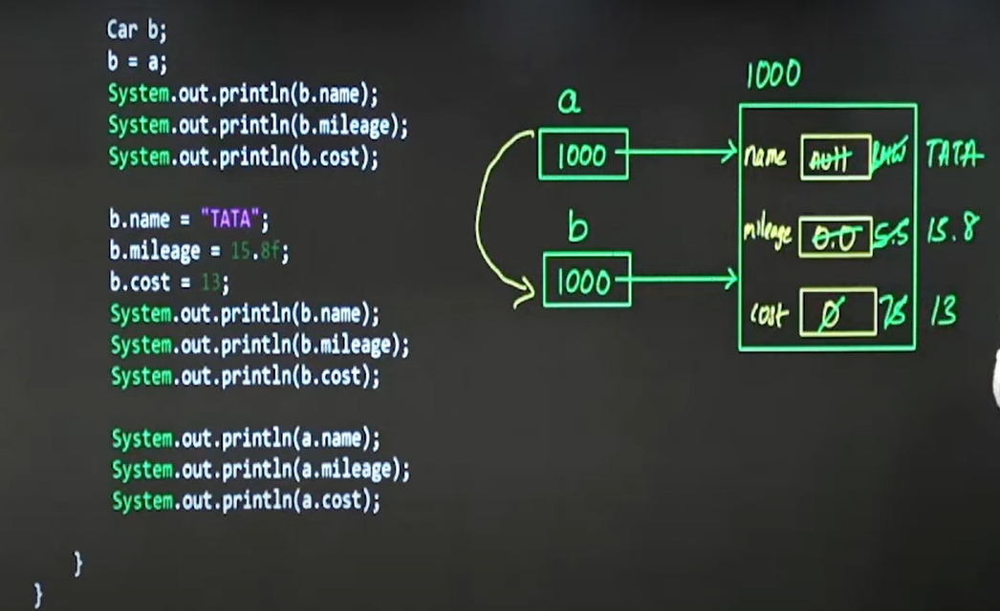 Car b;
b = a;
System.out.println(b.name);
System.out.println(b.mileage);
System.out.println(b.cost);
b.name = "TATA";
b.mileage = 15.8f;
b.cost = 13;
System.out.println(b.name);
System.out.println(b.mileage);
System.out.println(b.cost);
System.out.println(a.name);
System.out.println(a.mileage);
System.out.println(a.cost);
}
}
1000
a
1000
b
1000
name BMW TATA
mileage 0.0 5.5 15.8
cost 0 75 13